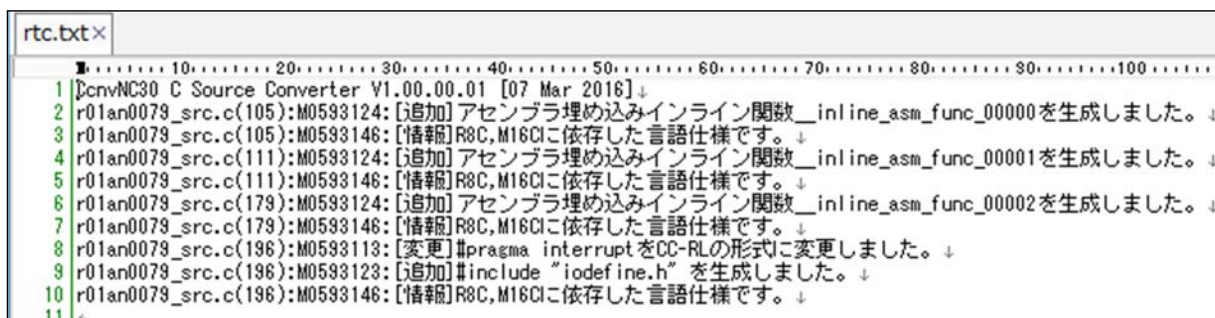 rtc.txt×
10 20 30 40 50 60 70 80 90 100
1 CcnvNC30 C Source Converter V1.00.00.01 [07 Mar 2016]↓
2 r01an0079_src.c(105):M0593124:[追加]アセンブラ埋め込みインライン関数__inline_asm_func_00000を生成しました。↓
3 r01an0079_src.c(105):M0593146:[情報]R8C,M16Cに依存した言語仕様です。↓
4 r01an0079_src.c(111):M0593124:[追加]アセンブラ埋め込みインライン関数__inline_asm_func_00001を生成しました。↓
5 r01an0079_src.c(111):M0593146:[情報]R8C,M16Cに依存した言語仕様です。↓
6 r01an0079_src.c(179):M0593124:[追加]アセンブラ埋め込みインライン関数__inline_asm_func_00002を生成しました。↓
7 r01an0079_src.c(179):M0593146:[情報]R8C,M16Cに依存した言語仕様です。↓
8 r01an0079_src.c(196):M0593113:[変更]#pragma interruptをCC-RLの形式に変更しました。↓
9 r01an0079_src.c(196):M0593123:[追加]#include "iodefine.h" を生成しました。↓
10 r01an0079_src.c(196):M0593146:[情報]R8C,M16Cに依存した言語仕様です。↓
11